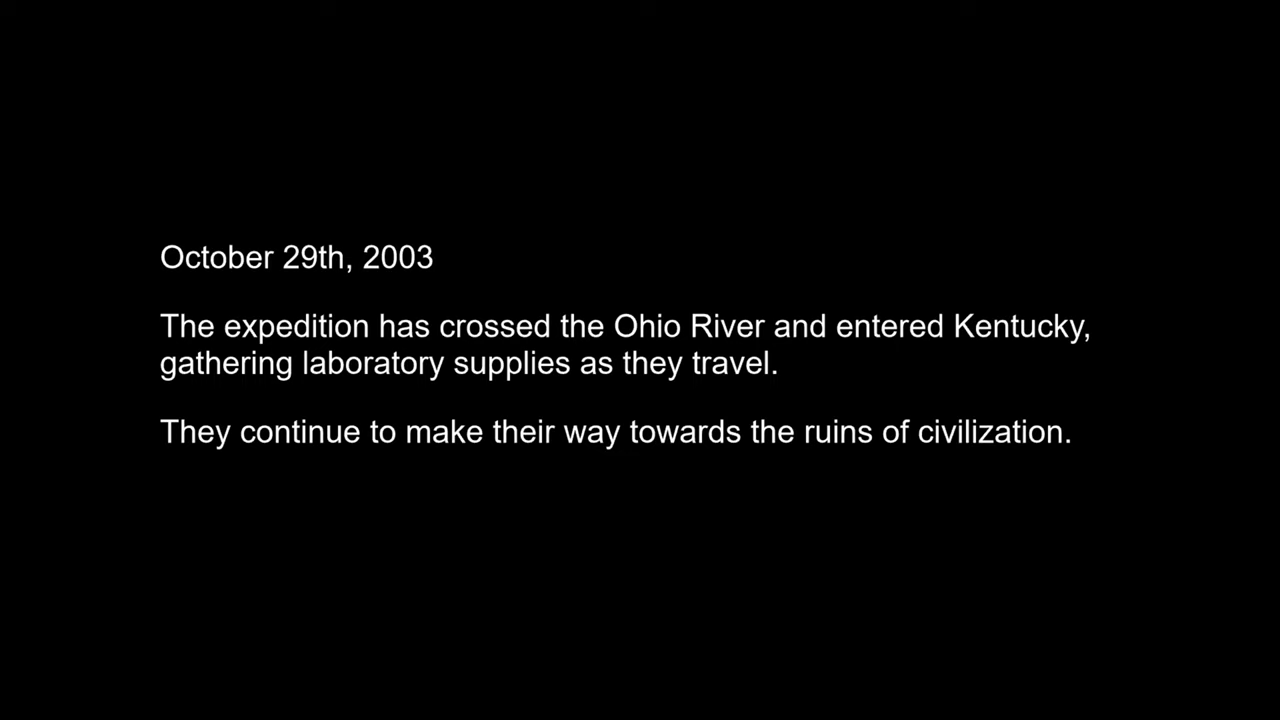 October 29th, 2003
The expedition has crossed the Ohio River and entered Kentucky,
gathering laboratory supplies as they travel.
They continue to make their way towards the ruins of civilization.